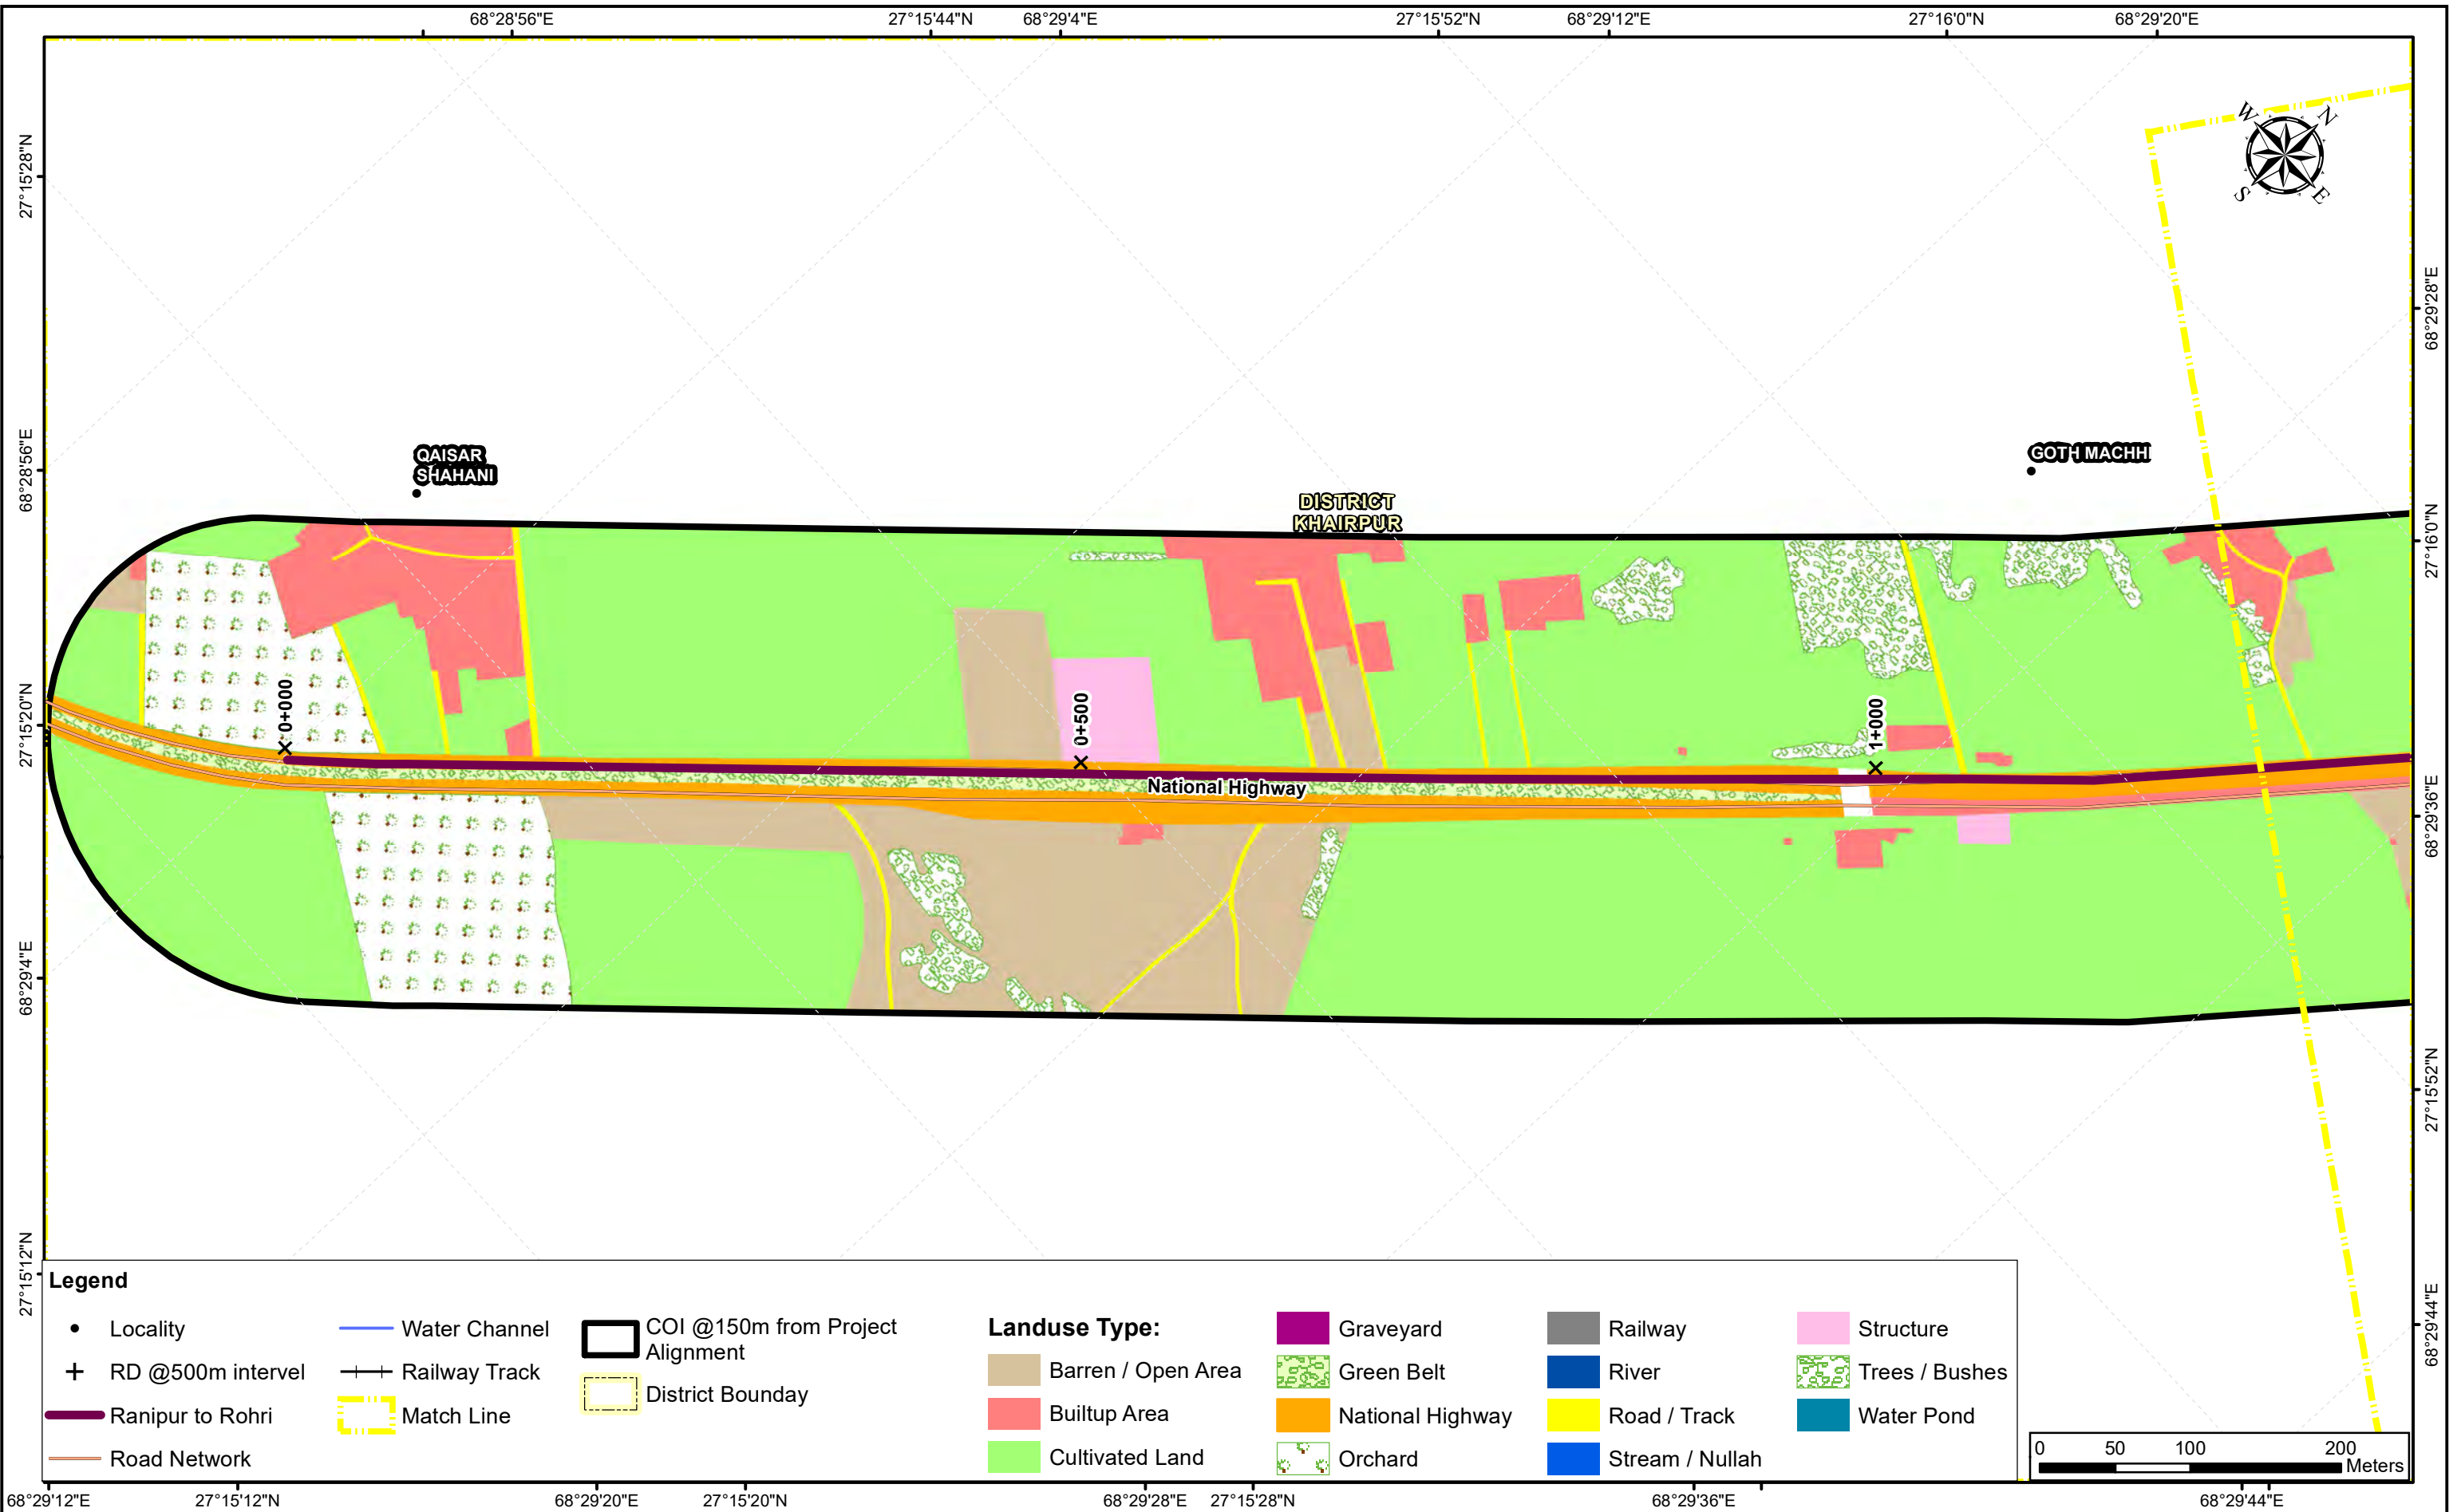 68°28'56"E
27°15'44"N
68°29'4"E
27°15'52"N
68°29'12"E
27°16'0"N
68°29'20"E
W
N
S
E
27°15'28"N
68°28'56"E
27°15'20"N
68°29'4"E
27°15'12"N
68°29'28"E
27°16'0"N
68°29'36"E
27°15'52"N
68°29'44"E
QAISAR
SHAHANI
GOTH MACHHI
DISTRICT
KHAIRPUR
0+000
0+500
1+000
National Highway
Legend
Locality
RD @500m intervel
Ranipur to Rohri
Road Network
Water Channel
Railway Track
Match Line
COI @150m from Project
Alignment
District Bounday
Landuse Type:
Barren / Open Area
Builtup Area
Cultivated Land
Graveyard
Green Belt
National Highway
Orchard
Railway
River
Road / Track
Stream / Nullah
Structure
Trees / Bushes
Water Pond
0 50 100 200
Meters
68°29'12"E
27°15'12"N
68°29'20"E
27°15'20"N
68°29'28"E
27°15'28"N
68°29'36"E
68°29'44"E